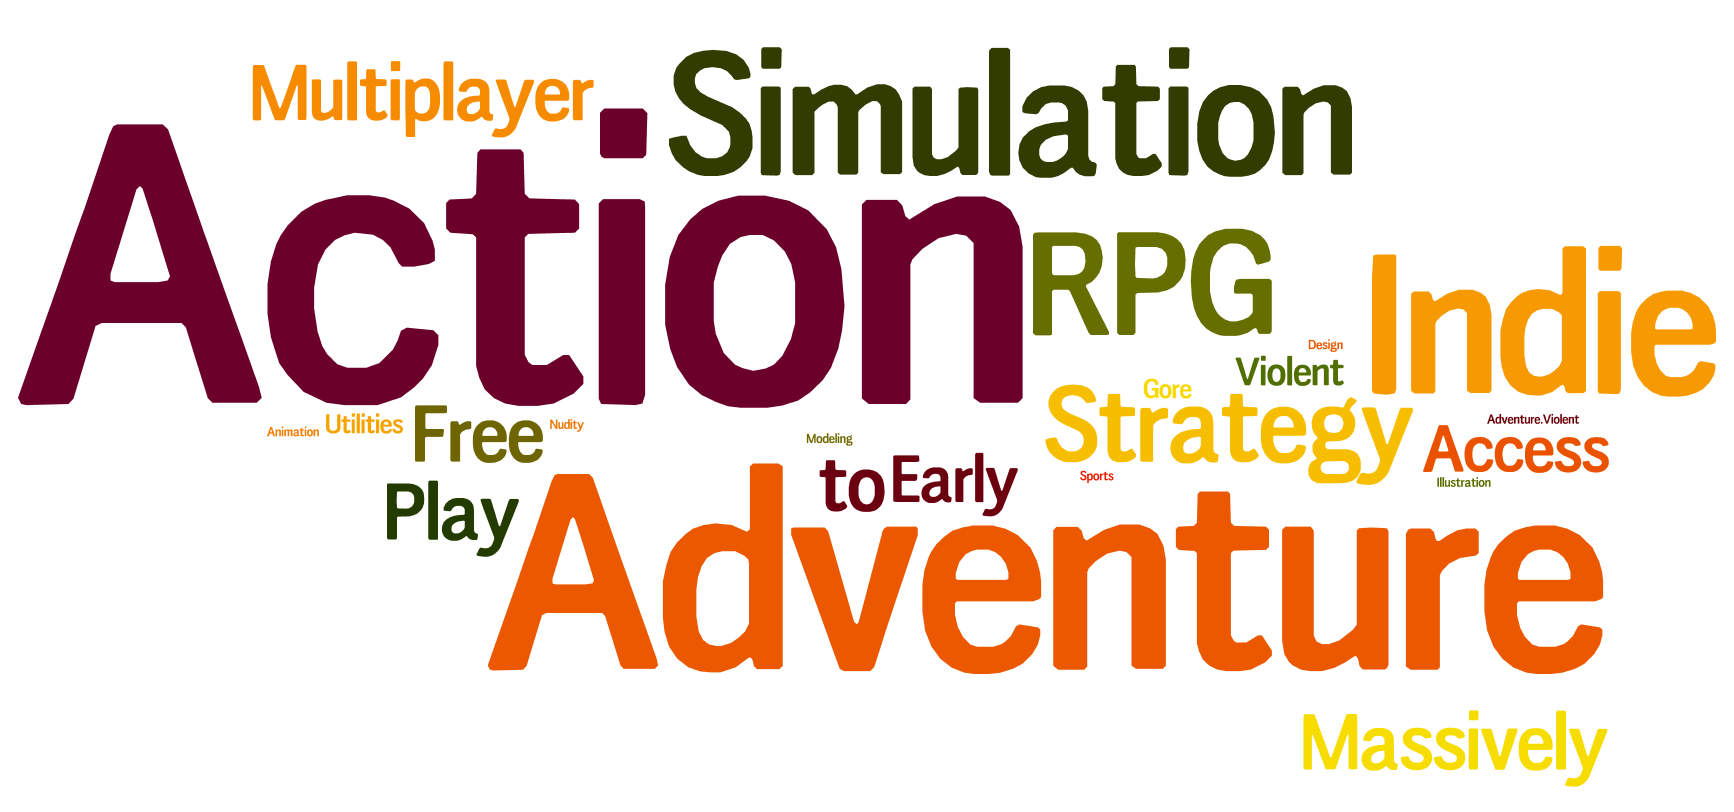 Multiplayer
Simulation
Action
RPG
Indie
Design
Violent
Gore
Strategy
Animation
Utilities
Free
Nudity
Modeling
Adventure.Violent
Access
to
Early
Sports
Illustration
Play
Adventure
Massively